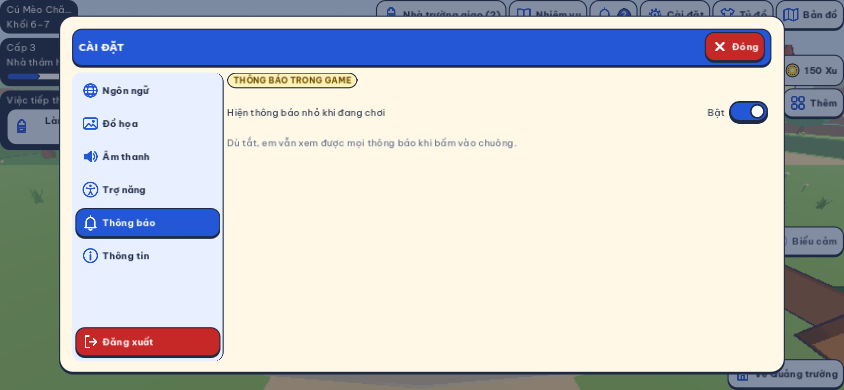 Cú Mèo Chă...
Khối 6–7
Nhà trường giao (2)
Nhiệm vụ
2
Cài đặt
Tủ đồ
Bản đồ
CÀI ĐẶT
Đóng
Cấp 3
Nhà thám h
150 Xu
Việc tiếp th
Thêm
Làn
Ngôn ngữ
Đồ họa
Âm thanh
Trợ năng
Thông báo
Thông tin
Đăng xuất
THÔNG BÁO TRONG GAME
Hiện thông báo nhỏ khi đang chơi
Bật
Dù tắt, em vẫn xem được mọi thông báo khi bấm vào chuông.
Biểu cảm
Về Quảng trường